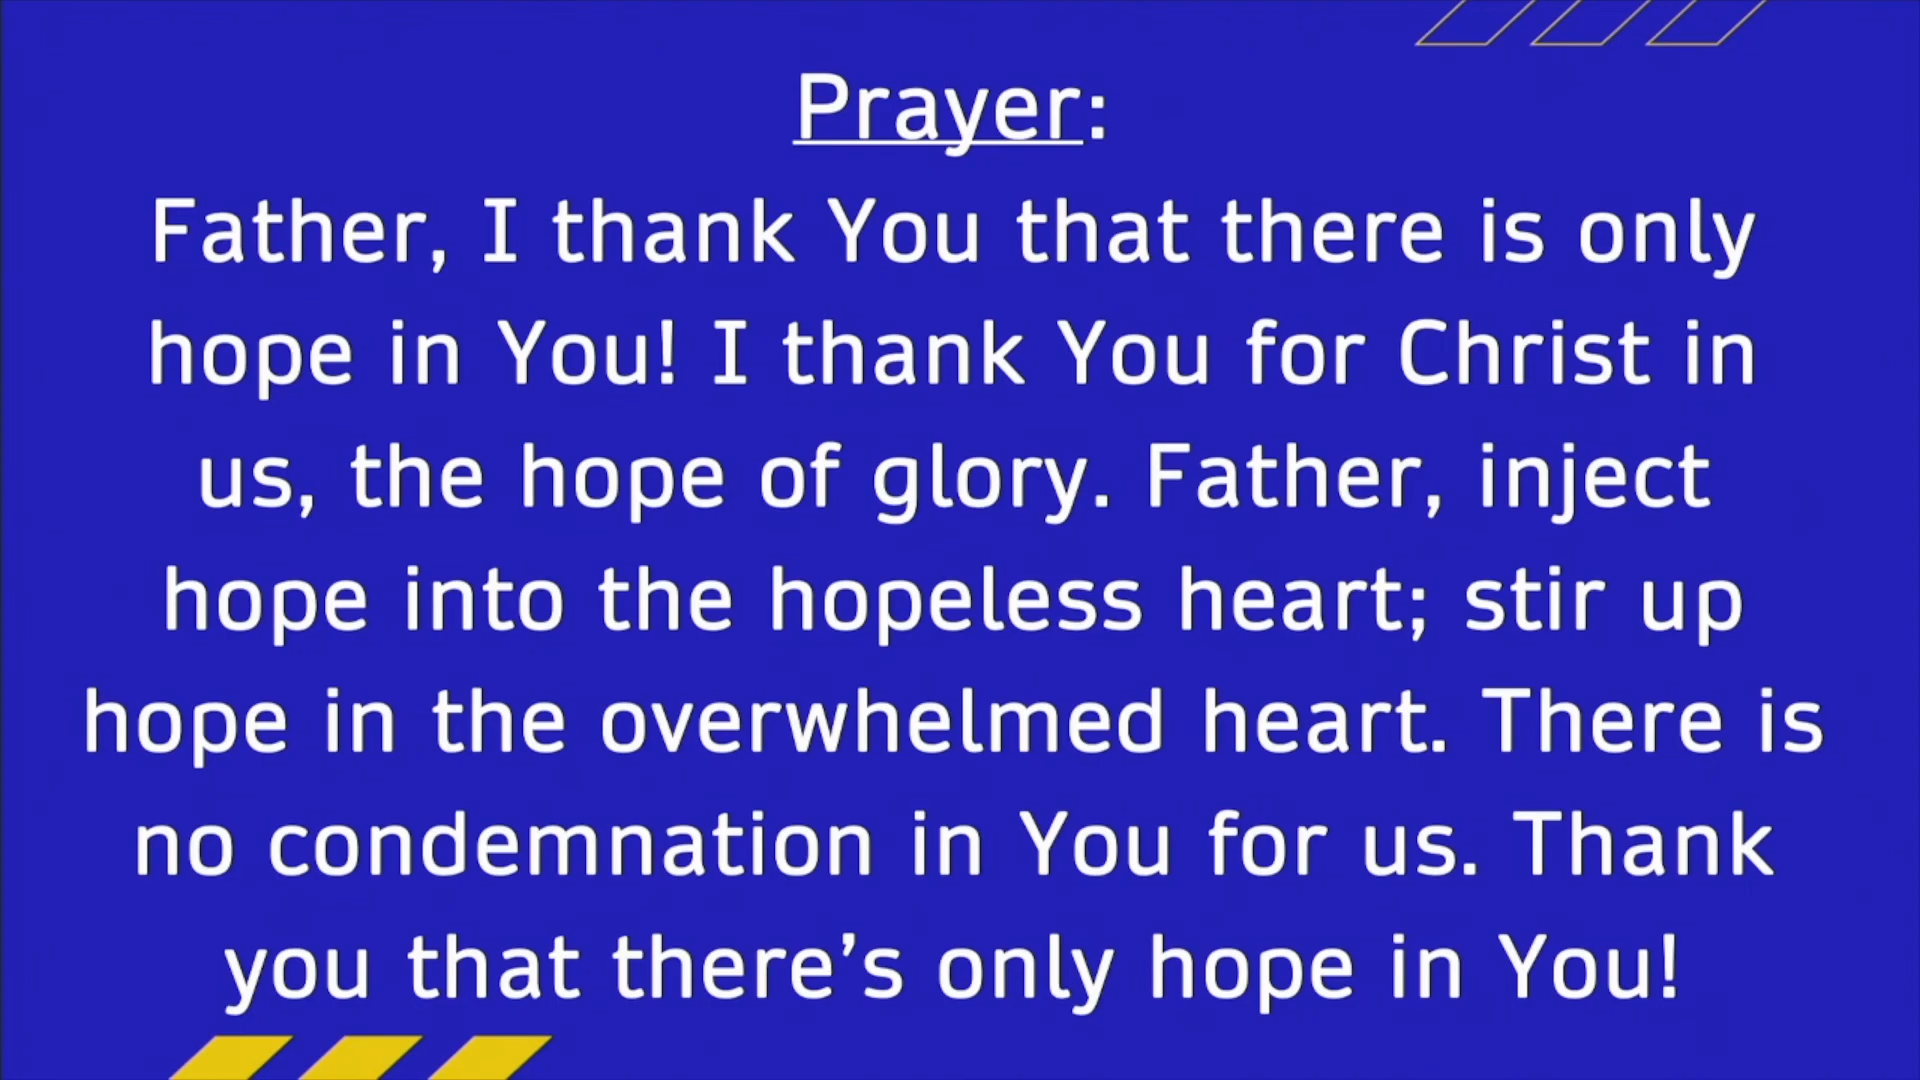 Prayer:
Father, I thank You that there is only
hope in You! I thank You for Christ in
us, the hope of glory. Father, inject
hope into the hopeless heart; stir up
hope in the overwhelmed heart. There is
no condemnation in You for us. Thank
you that there’s only hope in You!